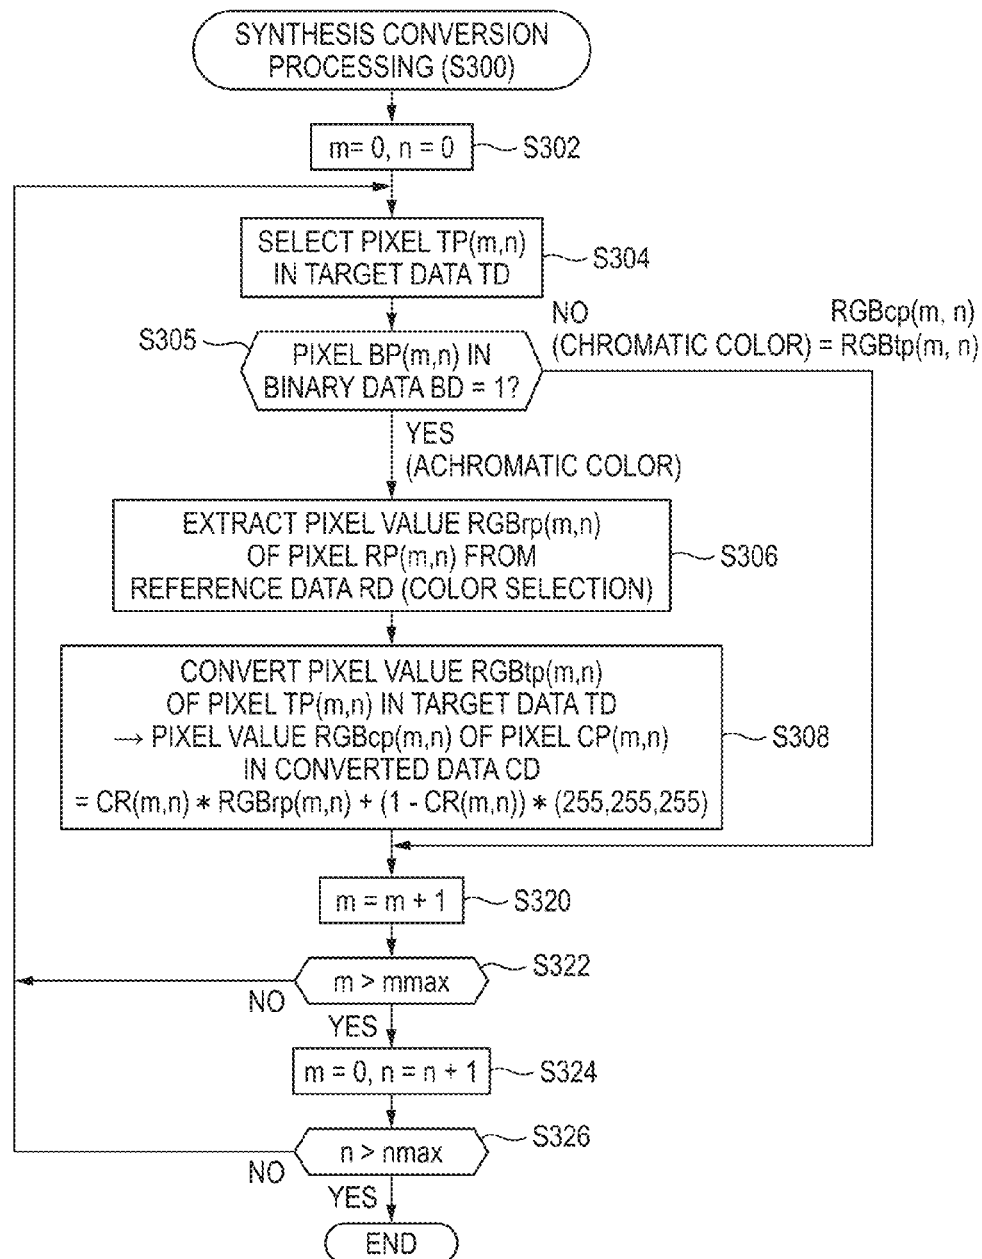 SYNTHESIS CONVERSION
PROCESSING (S300)
m= 0, n = 0
S302
SELECT PIXEL TP(m,n)
IN TARGET DATA TD
S304
S305
PIXEL BP(m,n) IN
BINARY DATA BD = 1?
NO RGBcp(m, n)
(CHROMATIC COLOR) = RGBtp(m, n)
YES
(ACHROMATIC COLOR)
EXTRACT PIXEL VALUE RGBrp(m,n)
OF PIXEL RP(m,n) FROM
REFERENCE DATA RD (COLOR SELECTION)
S306
CONVERT PIXEL VALUE RGBtp(m,n)
OF PIXEL TP(m,n) IN TARGET DATA TD
→ PIXEL VALUE RGBcp(m,n) OF PIXEL CP(m,n)
IN CONVERTED DATA CD
= CR(m,n) * RGBrp(m,n) + (1 - CR(m,n)) * (255,255,255)
S308
m = m + 1
S320
m > mmax
S322
NO
YES
m = 0, n = n + 1
S324
n > nmax
S326
NO
YES
END